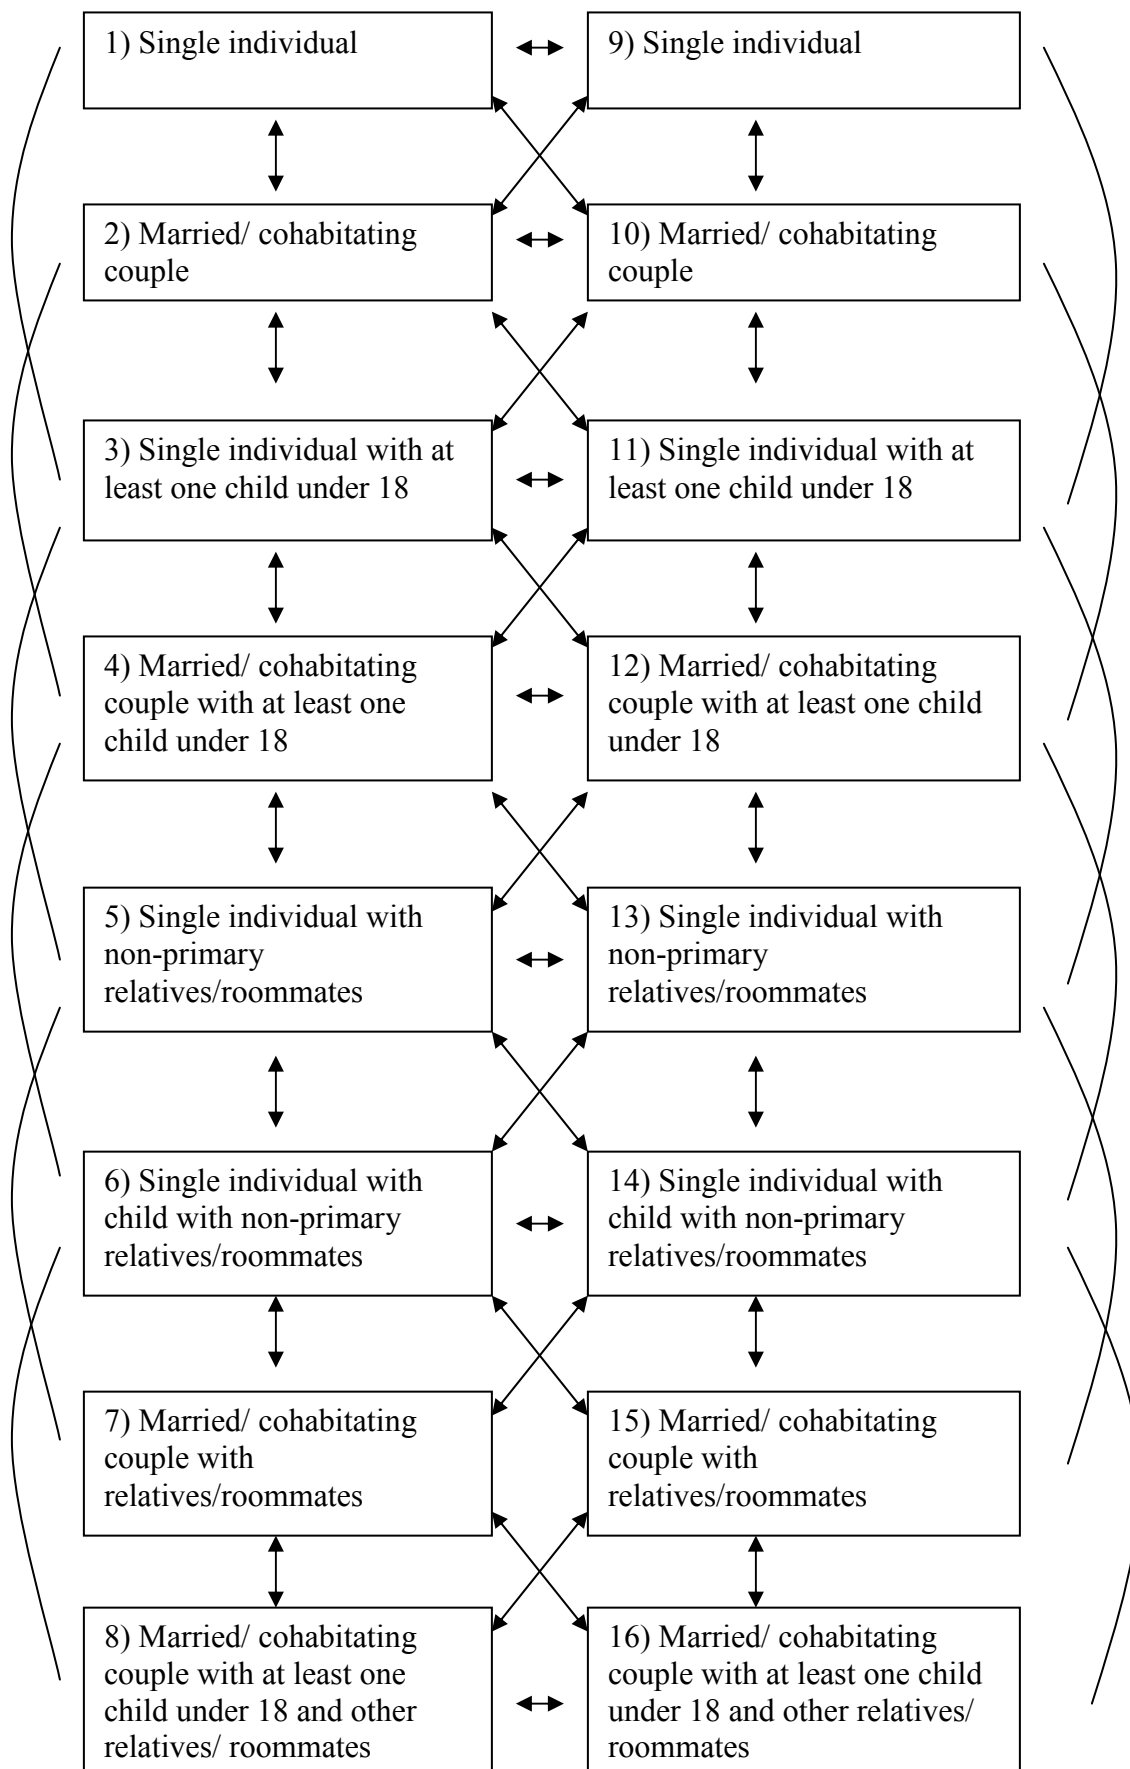 1) Single individual
9) Single individual
2) Married/ cohabitating
couple
10) Married/ cohabitating
couple
3) Single individual with at
least one child under 18
11) Single individual with at
least one child under 18
4) Married/ cohabitating
couple with at least one
child under 18
12) Married/ cohabitating
couple with at least one child
under 18
5) Single individual with
non-primary
relatives/roommates
13) Single individual with
non-primary
relatives/roommates
6) Single individual with
child with non-primary
relatives/roommates
14) Single individual with
child with non-primary
relatives/roommates
7) Married/ cohabitating
couple with
relatives/roommates
15) Married/ cohabitating
couple with
relatives/roommates
8) Married/ cohabitating
couple with at least one
child under 18 and other
relatives/ roommates
16) Married/ cohabitating
couple with at least one child
under 18 and other relatives/
roommates